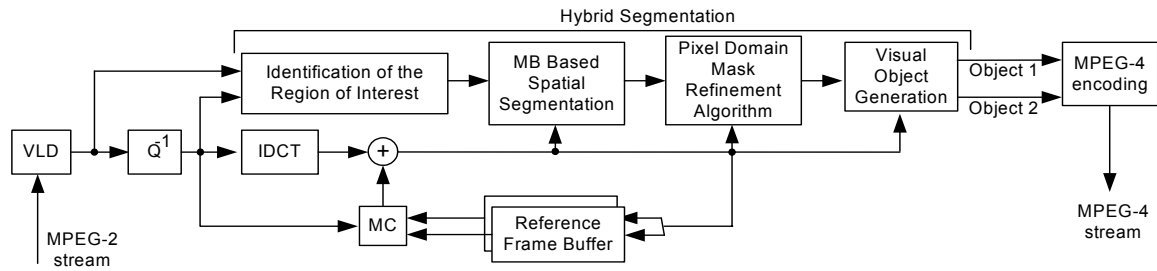 Hybrid Segmentation
Identification of the
Region of Interest
MB Based
Spatial
Segmentation
Pixel Domain
Mask
Refinement
Algorithm
Visual
Object
Generation
Object 1
Object 2
MPEG-4
encoding
VLD
Q⁻¹
IDCT
+
MC
Reference
Frame Buffer
MPEG-2
stream
MPEG-4
stream